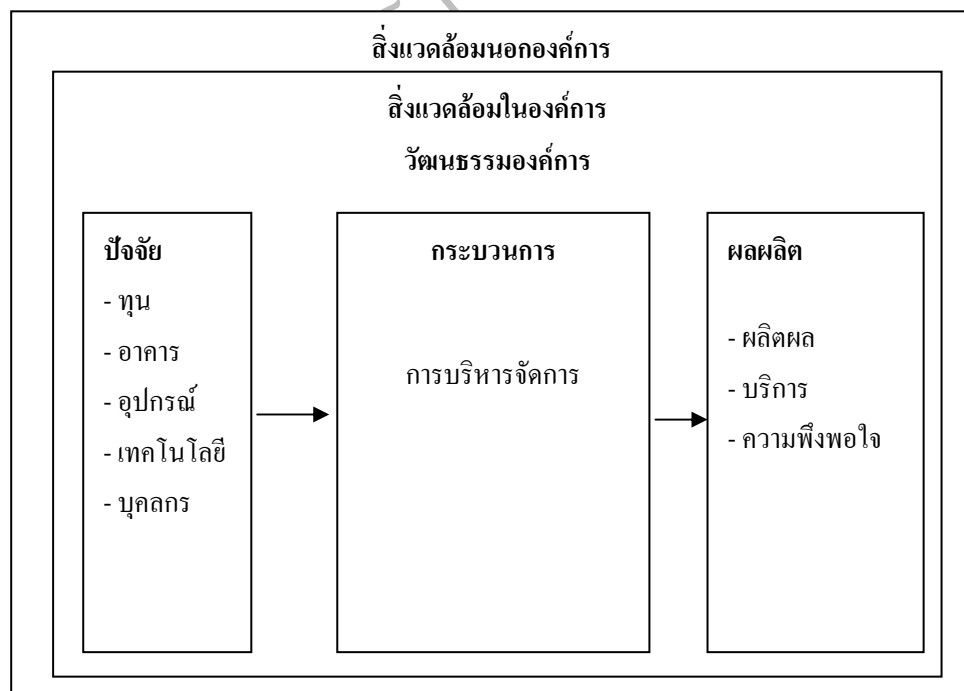 สิ่งแวดล้อมนอกองค์การ
สิ่งแวดล้อมในองค์การ
วัฒนธรรมองค์การ
ปัจจัย
- ทุน
- อาคาร
- อุปกรณ์
- เทคโนโลยี
- บุคลกร
กระบวนการ
การบริหารจัดการ
ผลผลิต
- ผลิตผล
- บริการ
- ความพึงพอใจ